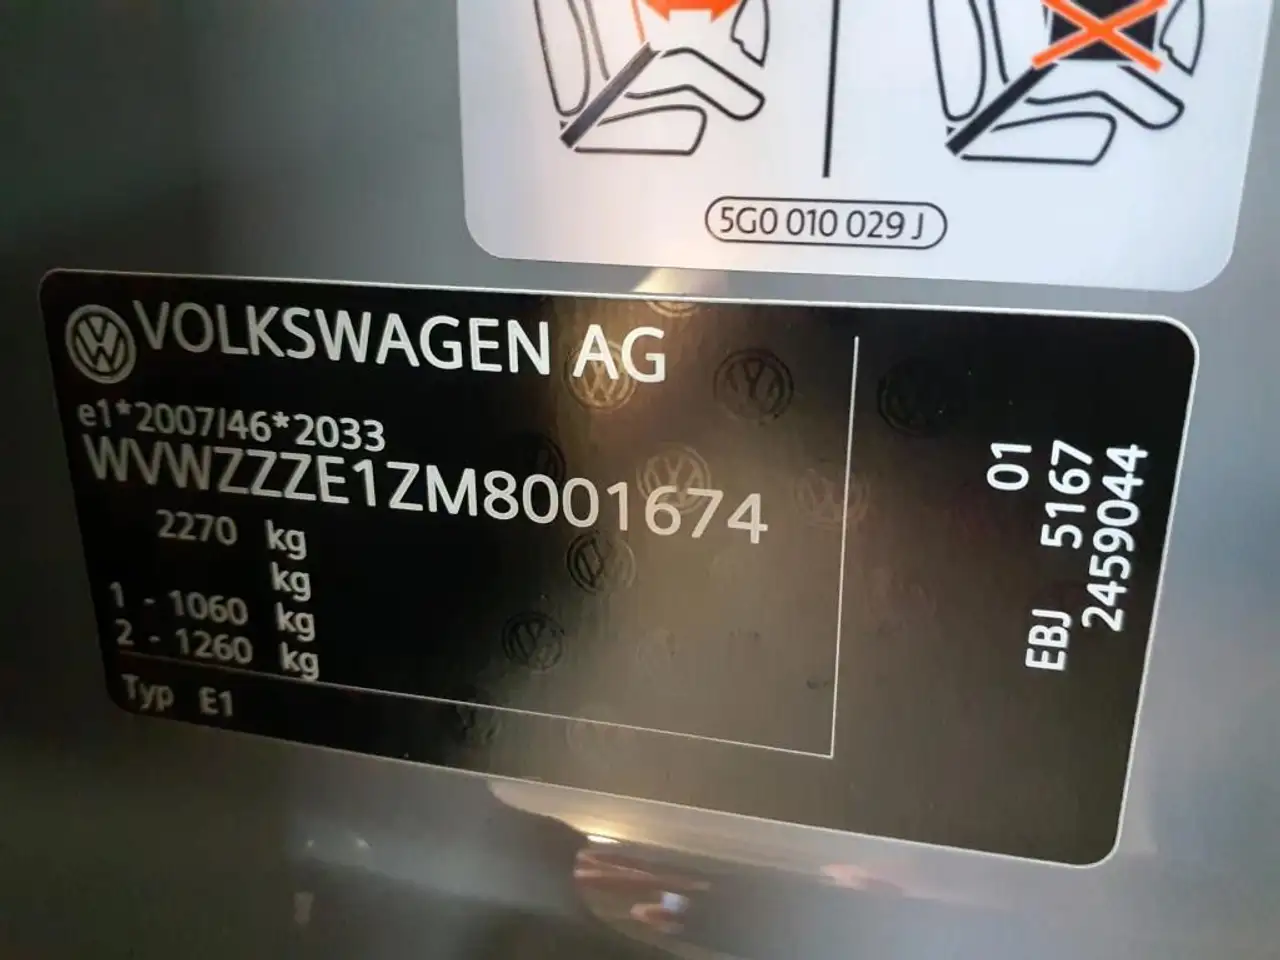 5G0 010 029 J
VOLKSWAGEN AG
e1*2007/46*2033
WVWZZZE1ZM8001674
2270 kg
kg
1 - 1060 kg
2 - 1260 kg
Typ E1
01
EBJ 5167
2459044